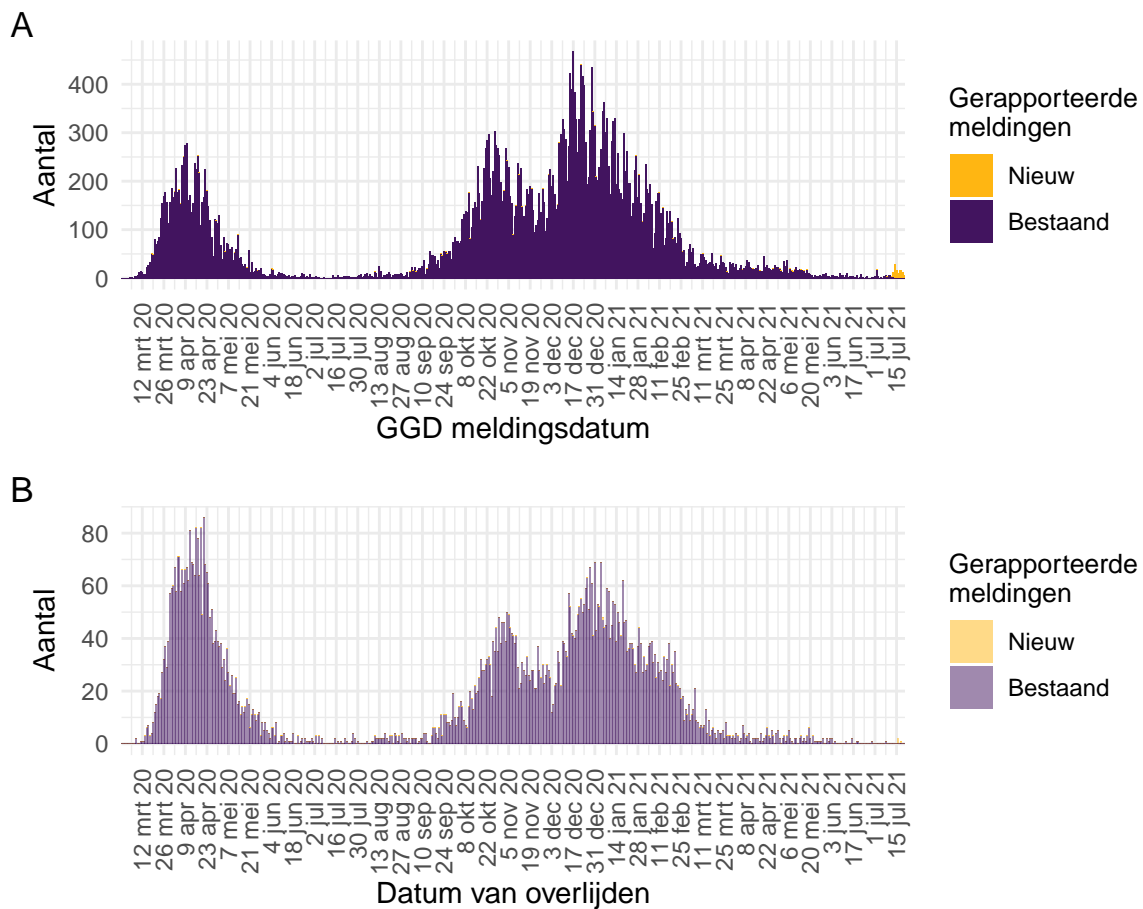 A
Aantal
400
300
200
100
0
12 mrt 20
26 mrt 20
9 apr 20
23 apr 20
7 mei 20
21 mei 20
4 jun 20
18 jun 20
2 jul 20
16 jul 20
30 jul 20
13 aug 20
27 aug 20
10 sep 20
24 sep 20
8 okt 20
22 okt 20
5 nov 20
19 nov 20
3 dec 20
17 dec 20
31 dec 20
14 jan 21
28 jan 21
11 feb 21
25 feb 21
11 mrt 21
25 mrt 21
8 apr 21
22 apr 21
6 mei 21
20 mei 21
3 jun 21
17 jun 21
1 jul 21
15 jul 21
GGD meldingsdatum
Gerapporteerde
meldingen
Nieuw
Bestaand
B
Aantal
80
60
40
20
0
12 mrt 20
26 mrt 20
9 apr 20
23 apr 20
7 mei 20
21 mei 20
4 jun 20
18 jun 20
2 jul 20
16 jul 20
30 jul 20
13 aug 20
27 aug 20
10 sep 20
24 sep 20
8 okt 20
22 okt 20
5 nov 20
19 nov 20
3 dec 20
17 dec 20
31 dec 20
14 jan 21
28 jan 21
11 feb 21
25 feb 21
11 mrt 21
25 mrt 21
8 apr 21
22 apr 21
6 mei 21
20 mei 21
3 jun 21
17 jun 21
1 jul 21
15 jul 21
Datum van overlijden
Gerapporteerde
meldingen
Nieuw
Bestaand